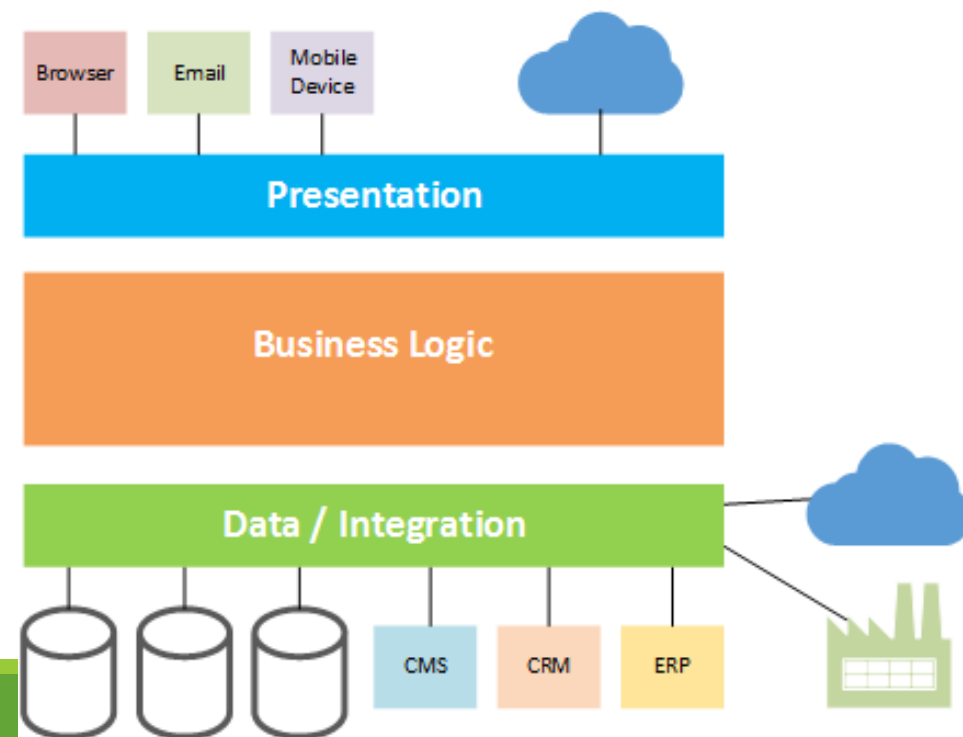 Browser
Email
Mobile
Device
Presentation
Business Logic
Data / Integration
CMS
CRM
ERP